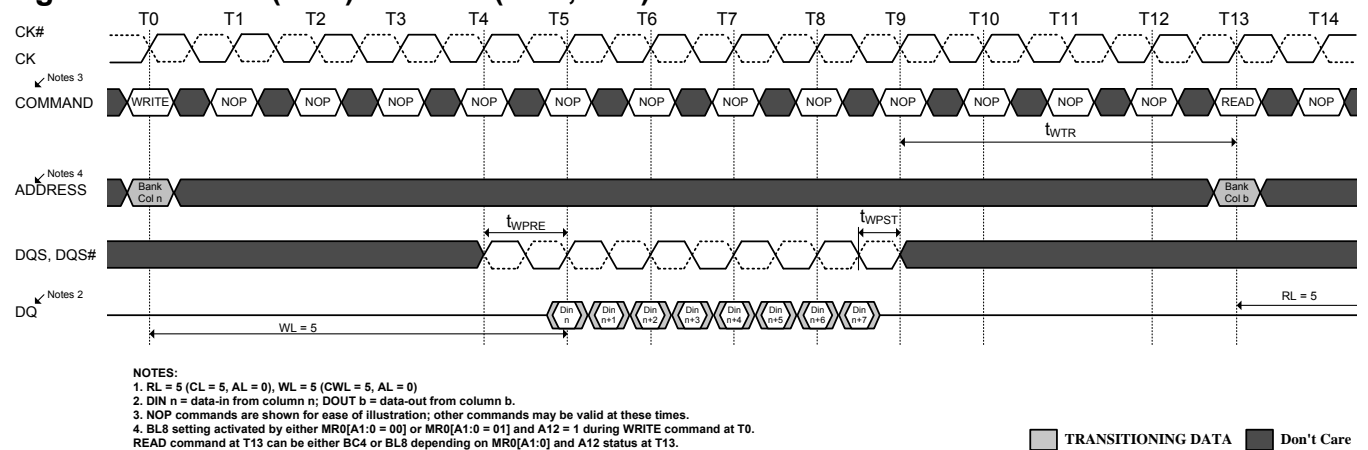 T0 T1 T2 T3 T4 T5 T6 T7 T8 T9 T10 T11 T12 T13 T14
CK#
CK
Notes 3
COMMAND WRITE NOP NOP NOP NOP NOP NOP NOP NOP NOP NOP NOP NOP READ NOP
tWTR
Notes 4
ADDRESS Bank Col n Bank Col b
tWPRE tWPST
DQS, DQS#
Notes 2
DQ Din n Din n+1 Din n+2 Din n+3 Din n+4 Din n+5 Din n+6 Din n+7 RL = 5
WL = 5
NOTES:
1. RL = 5 (CL = 5, AL = 0), WL = 5 (CWL = 5, AL = 0)
2. DIN n = data-in from column n; DOUT b = data-out from column b.
3. NOP commands are shown for ease of illustration; other commands may be valid at these times.
4. BL8 setting activated by either MR0[A1:0 = 00] or MR0[A1:0 = 01] and A12 = 1 during WRITE command at T0.
READ command at T13 can be either BC4 or BL8 depending on MR0[A1:0] and A12 status at T13.
TRANSITIONING DATA Don't Care